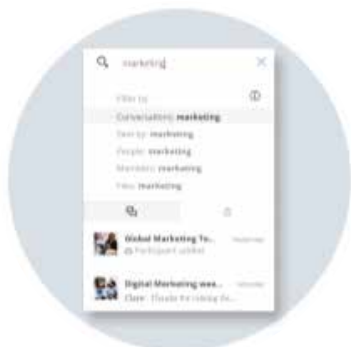 marketing
Filter by
Conversations: marketing
Sent by: marketing
People: marketing
Members: marketing
Files: marketing
Global Marketing Te...
Participant added
Digital Marketing wee...
Clare